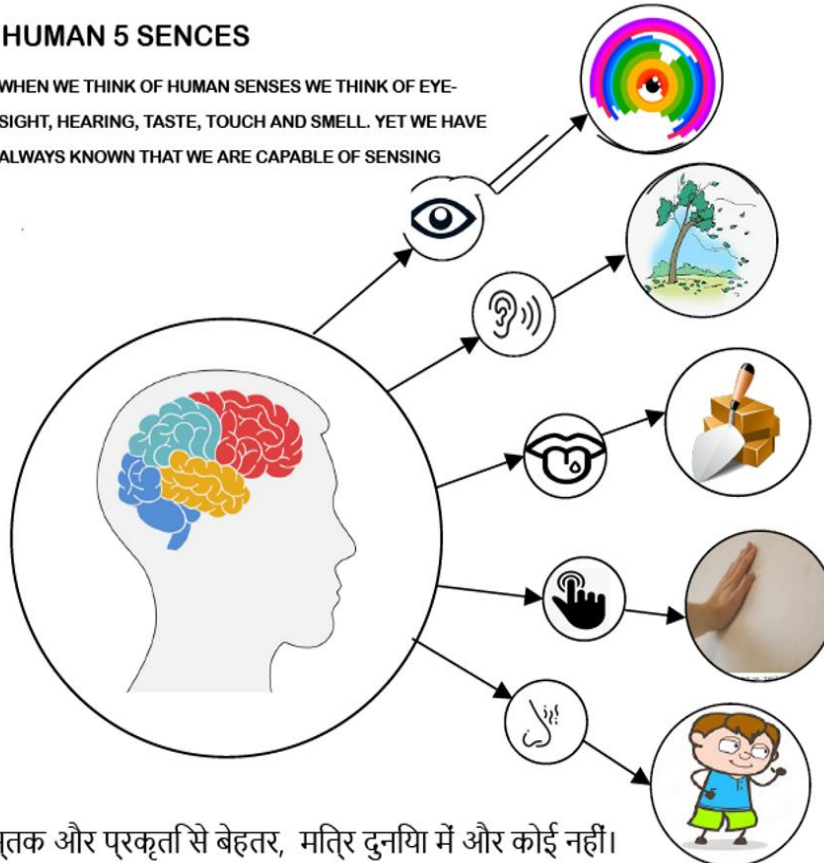 HUMAN 5 SENCES
WHEN WE THINK OF HUMAN SENSES WE THINK OF EYE-
SIGHT, HEARING, TASTE, TOUCH AND SMELL. YET WE HAVE
ALWAYS KNOWN THAT WE ARE CAPABLE OF SENSING
और प्रकृति से बेहतर, मित्र दुनिया में और कोई नहीं।